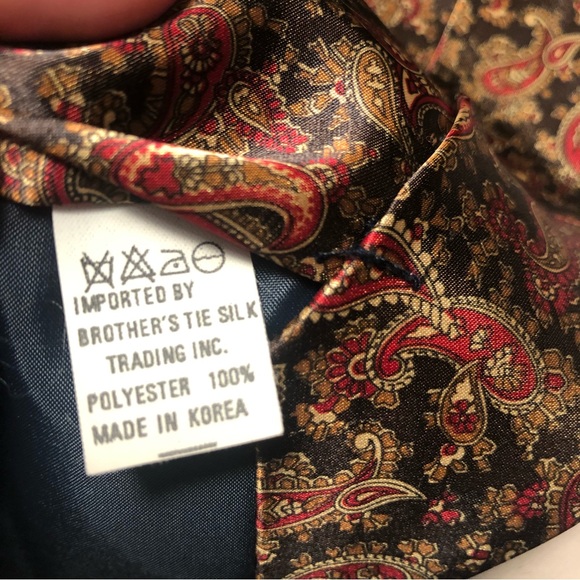 IMPORTED BY
BROTHER'S TIE SILK
TRADING INC.
POLYESTER 100%
MADE IN KOREA